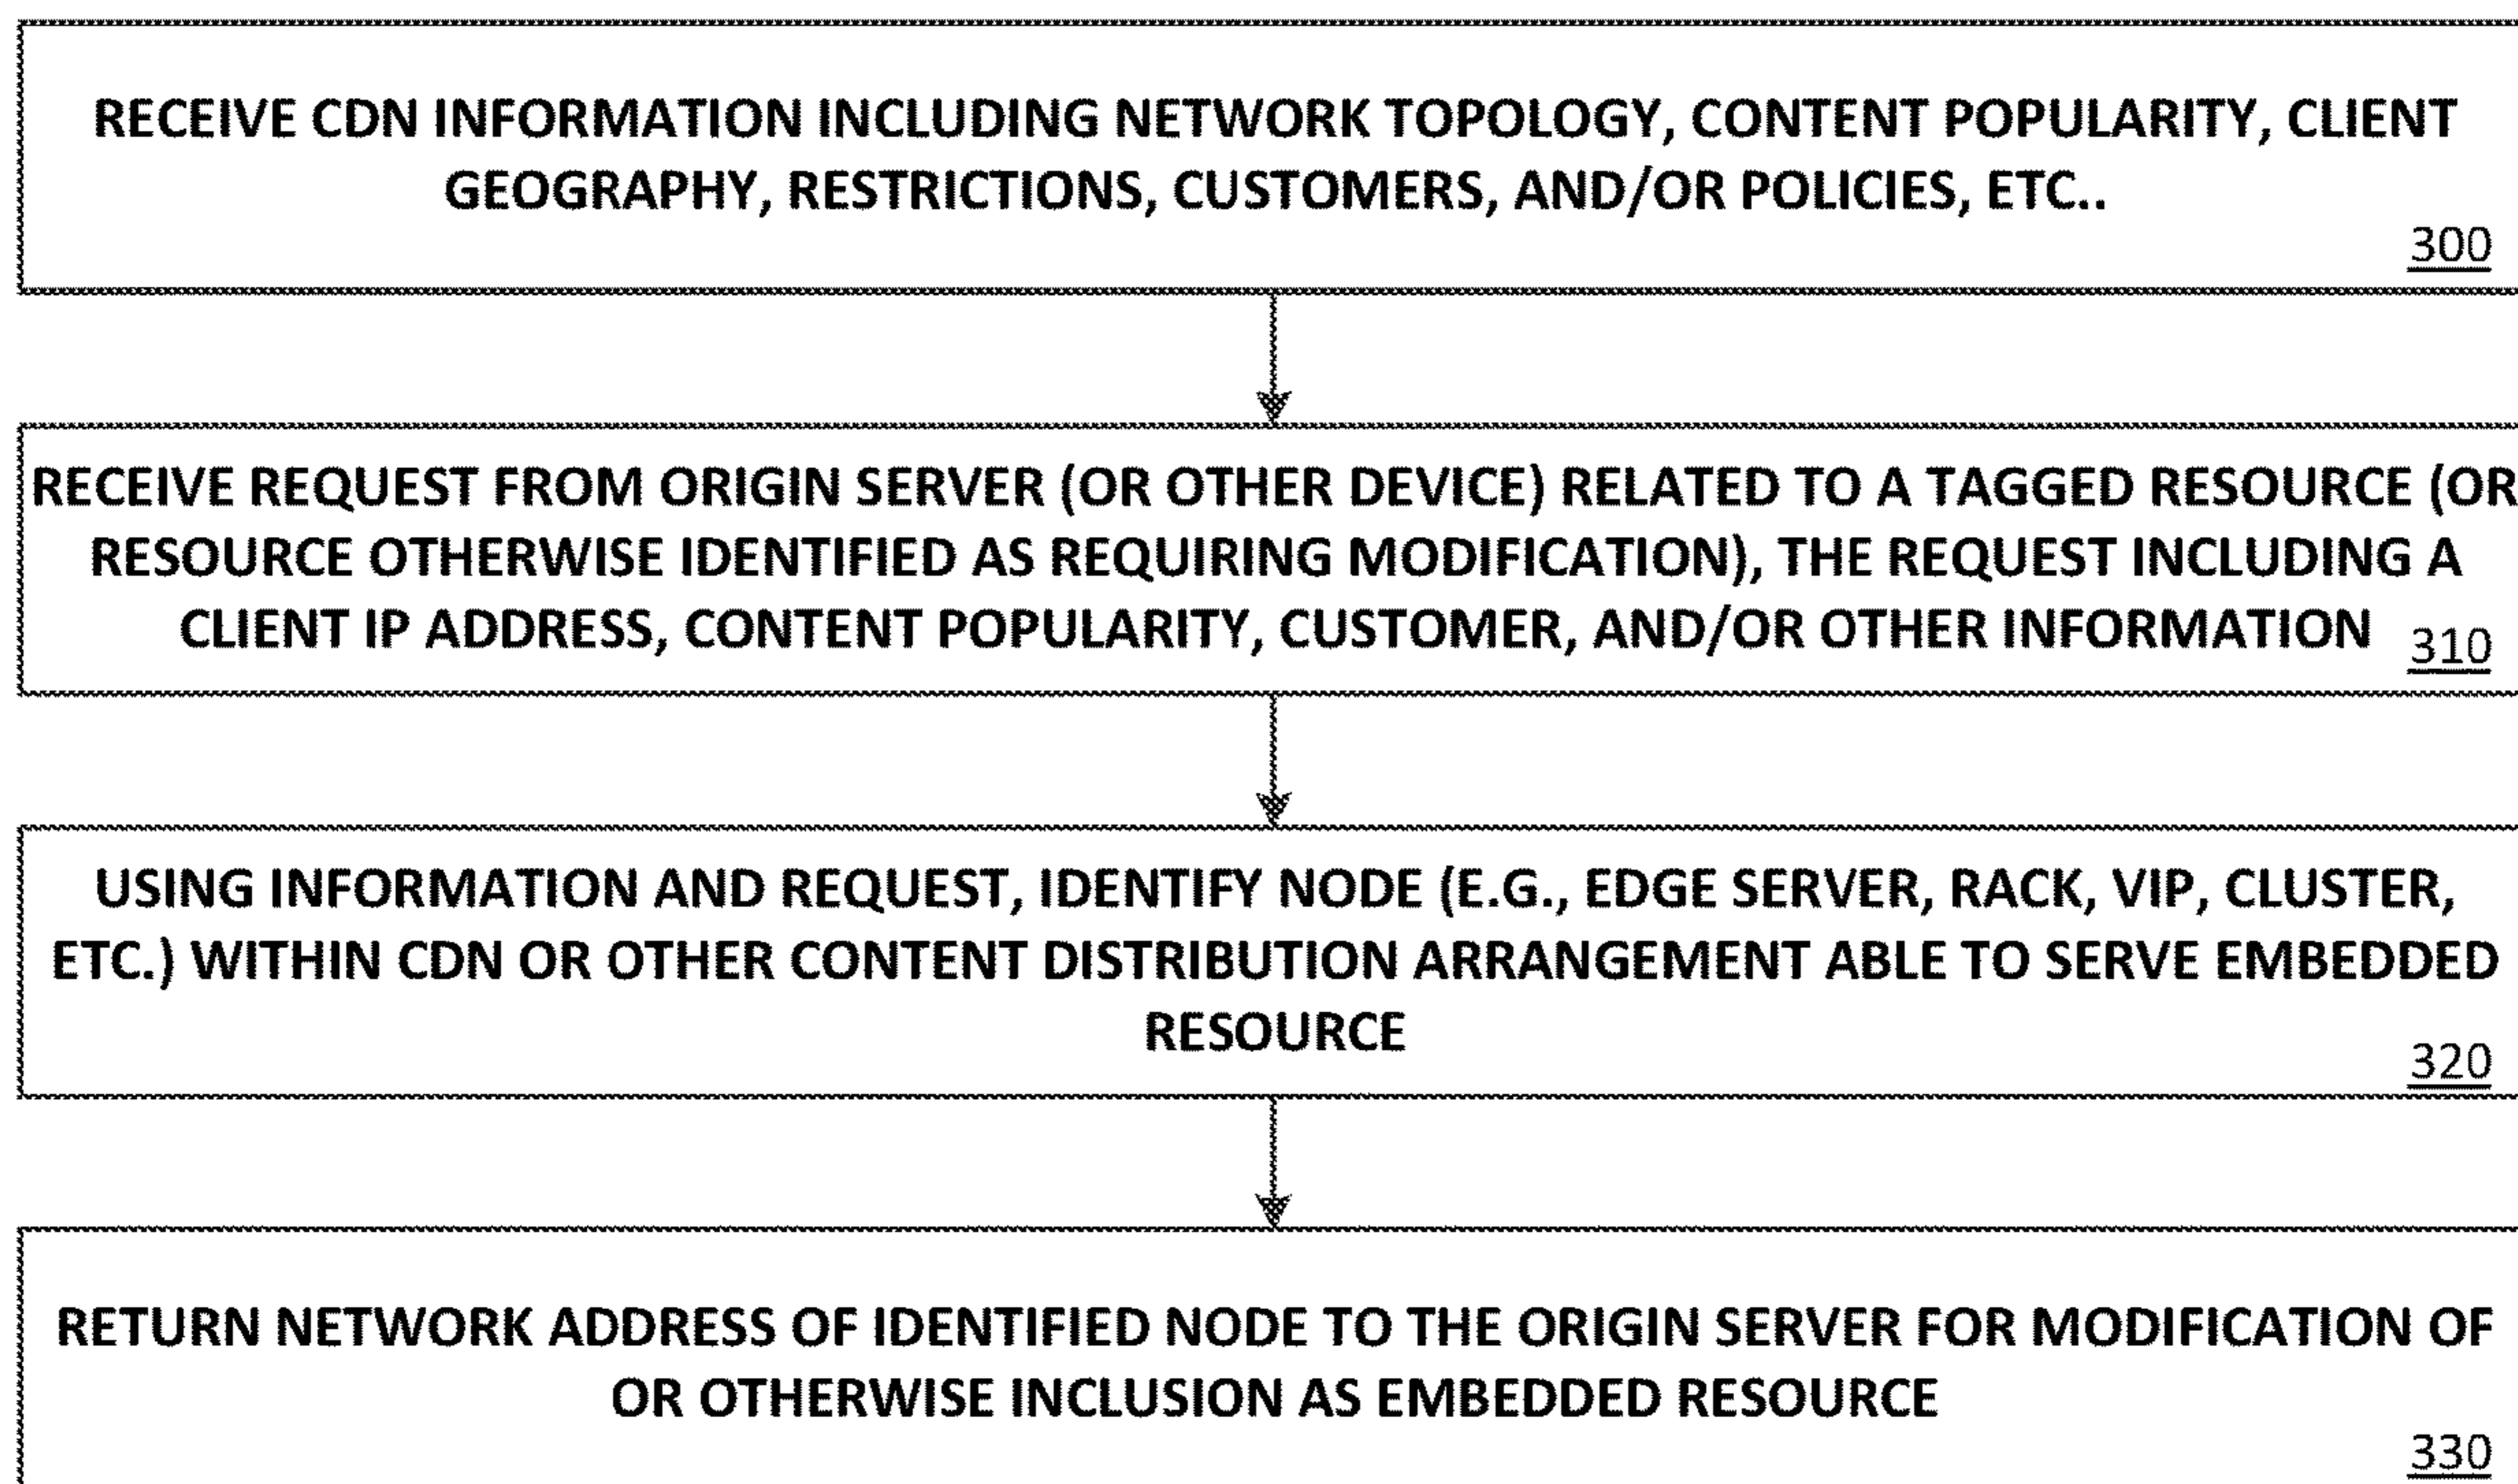 RECEIVE CDN INFORMATION INCLUDING NETWORK TOPOLOGY, CONTENT POPULARITY, CLIENT
GEOGRAPHY, RESTRICTIONS, CUSTOMERS, AND/OR POLICIES, ETC..
300
RECEIVE REQUEST FROM ORIGIN SERVER (OR OTHER DEVICE) RELATED TO A TAGGED RESOURCE (OR
RESOURCE OTHERWISE IDENTIFIED AS REQUIRING MODIFICATION), THE REQUEST INCLUDING A
CLIENT IP ADDRESS, CONTENT POPULARITY, CUSTOMER, AND/OR OTHER INFORMATION
310
USING INFORMATION AND REQUEST, IDENTIFY NODE (E.G., EDGE SERVER, RACK, VIP, CLUSTER,
ETC.) WITHIN CDN OR OTHER CONTENT DISTRIBUTION ARRANGEMENT ABLE TO SERVE EMBEDDED
RESOURCE
320
RETURN NETWORK ADDRESS OF IDENTIFIED NODE TO THE ORIGIN SERVER FOR MODIFICATION OF
OR OTHERWISE INCLUSION AS EMBEDDED RESOURCE
330